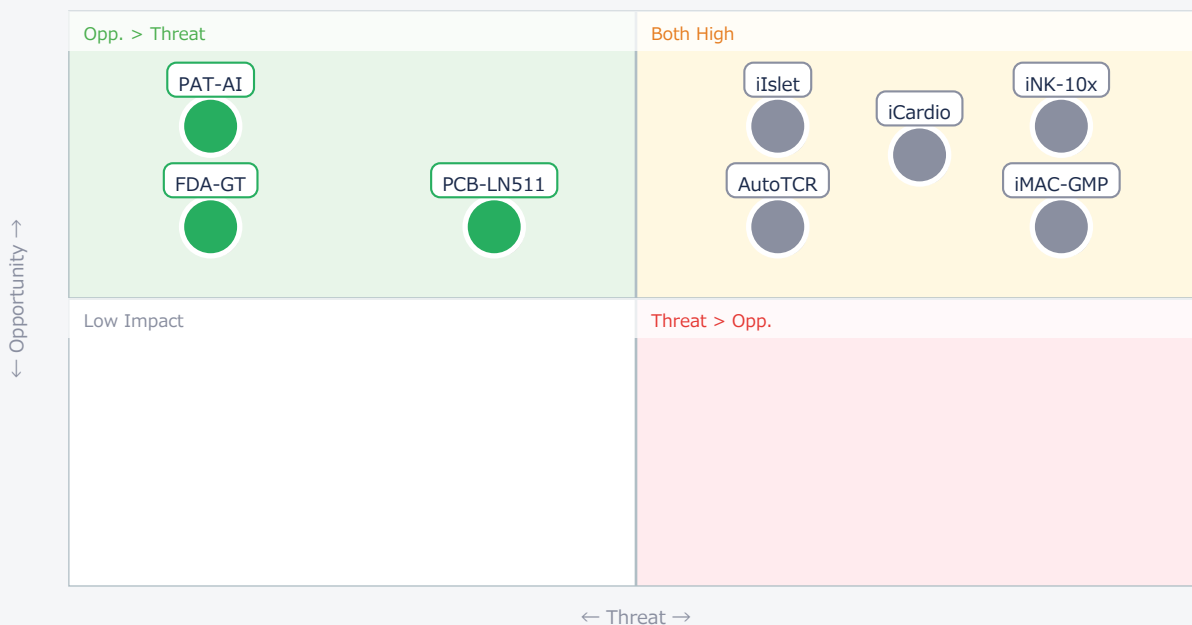 Opp. > Threat
Both High
PAT-AI
iIslet
iNK-10x
iCardio
FDA-GT
PCB-LN511
AutoTCR
iMAC-GMP
← Opportunity →
Low Impact
Threat > Opp.
← Threat →